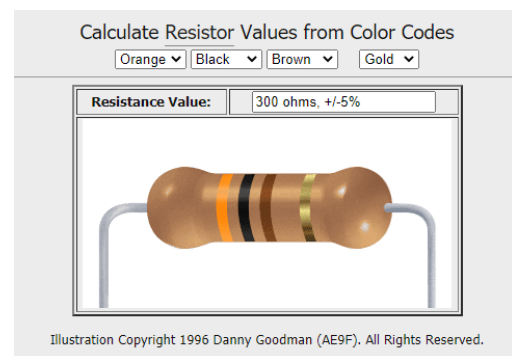 Calculate Resistor Values from Color Codes
Orange Black Brown Gold
Resistance Value: 300 ohms, +/-5%
Illustration Copyright 1996 Danny Goodman (AE9F). All Rights Reserved.